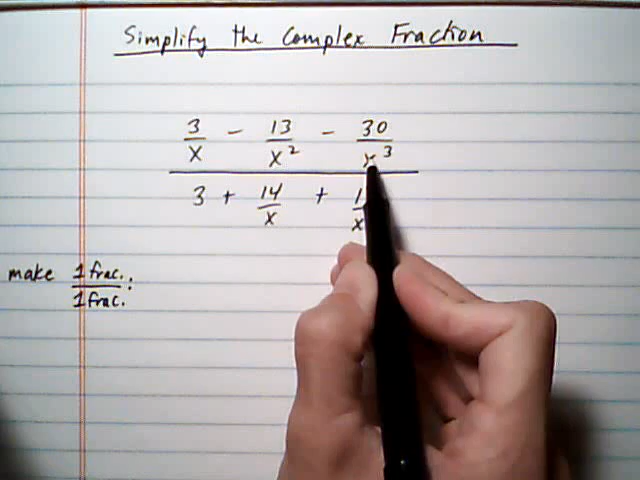 Simplify the Complex Fraction
3/x - 13/x² - 30/x³
3 + 14/x +
make 1 frac./1 frac.: